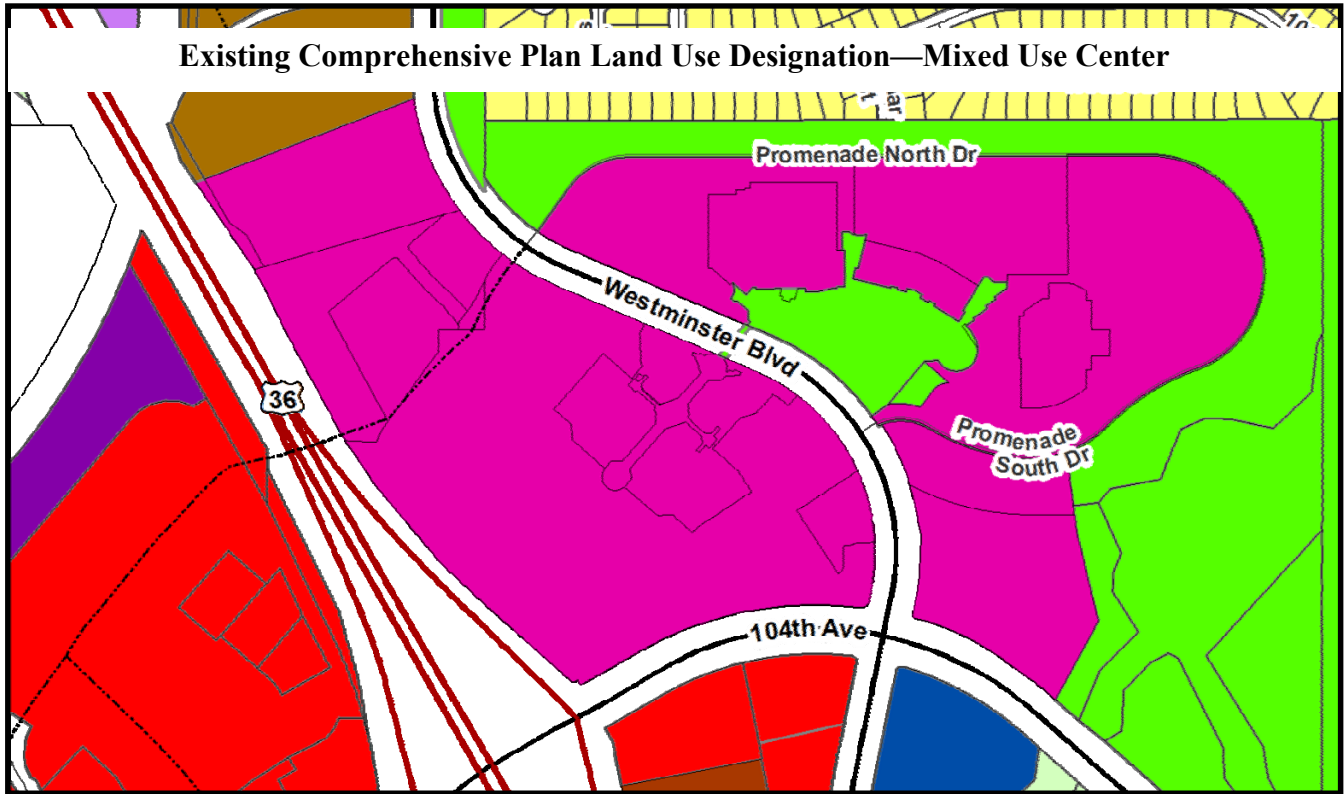 Existing Comprehensive Plan Land Use Designation—Mixed Use Center
Promenade North Dr
Westminster Blvd
36
Promenade
South Dr
104th Ave